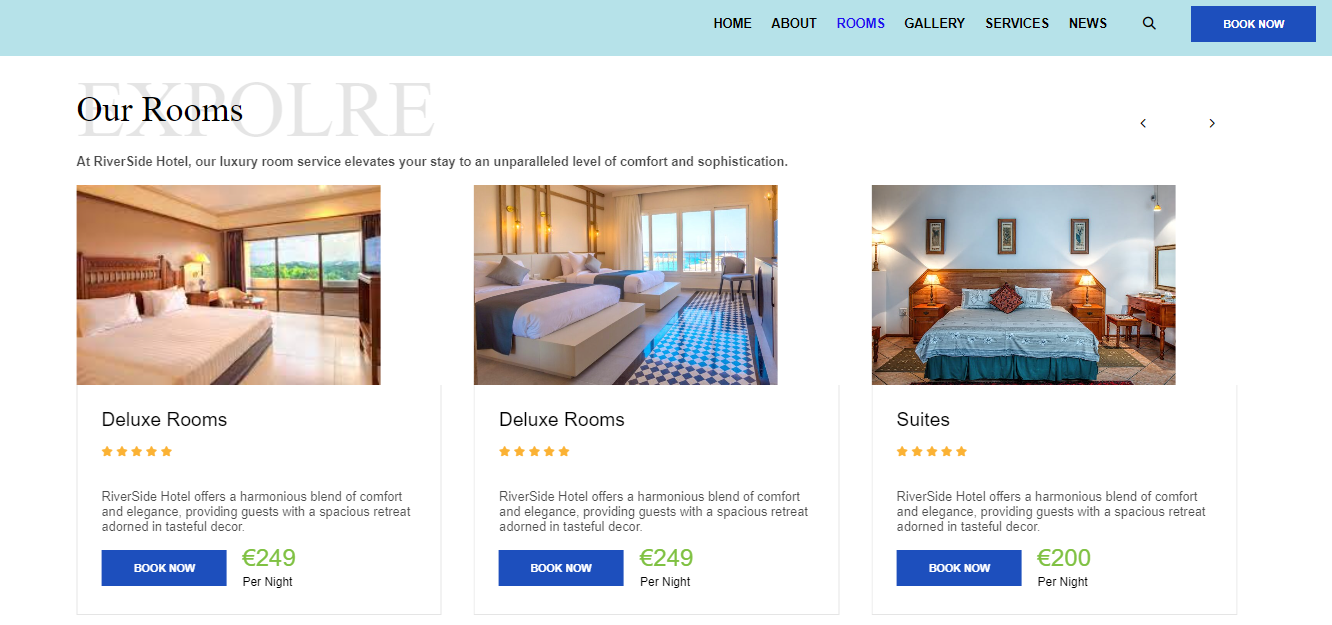 HOME ABOUT ROOMS GALLERY SERVICES NEWS BOOK NOW
EXPOLRE
Our Rooms
At RiverSide Hotel, our luxury room service elevates your stay to an unparalleled level of comfort and sophistication.
Deluxe Rooms
RiverSide Hotel offers a harmonious blend of comfort
and elegance, providing guests with a spacious retreat
adorned in tasteful decor.
BOOK NOW €249
Per Night
Deluxe Rooms
RiverSide Hotel offers a harmonious blend of comfort
and elegance, providing guests with a spacious retreat
adorned in tasteful decor.
BOOK NOW €249
Per Night
Suites
RiverSide Hotel offers a harmonious blend of comfort
and elegance, providing guests with a spacious retreat
adorned in tasteful decor.
BOOK NOW €200
Per Night